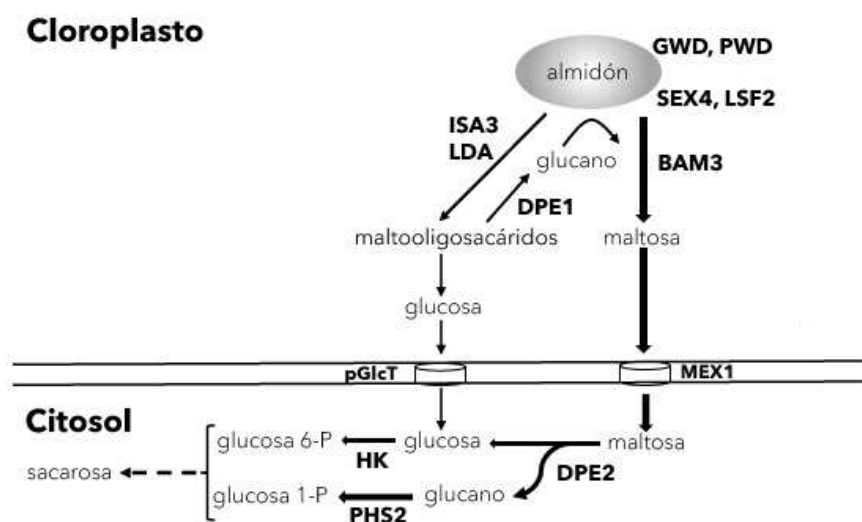 Cloroplasto
GWD, PWD
almidón
SEX4, LSF2
ISA3
LDA
glucano
BAM3
DPE1
maltooligosacáridos
maltosa
glucosa
pGlcT
MEX1
Citosol
glucosa 6-P
HK
glucosa
maltosa
DPE2
sacarosa
glucosa 1-P
PHS2
glucano